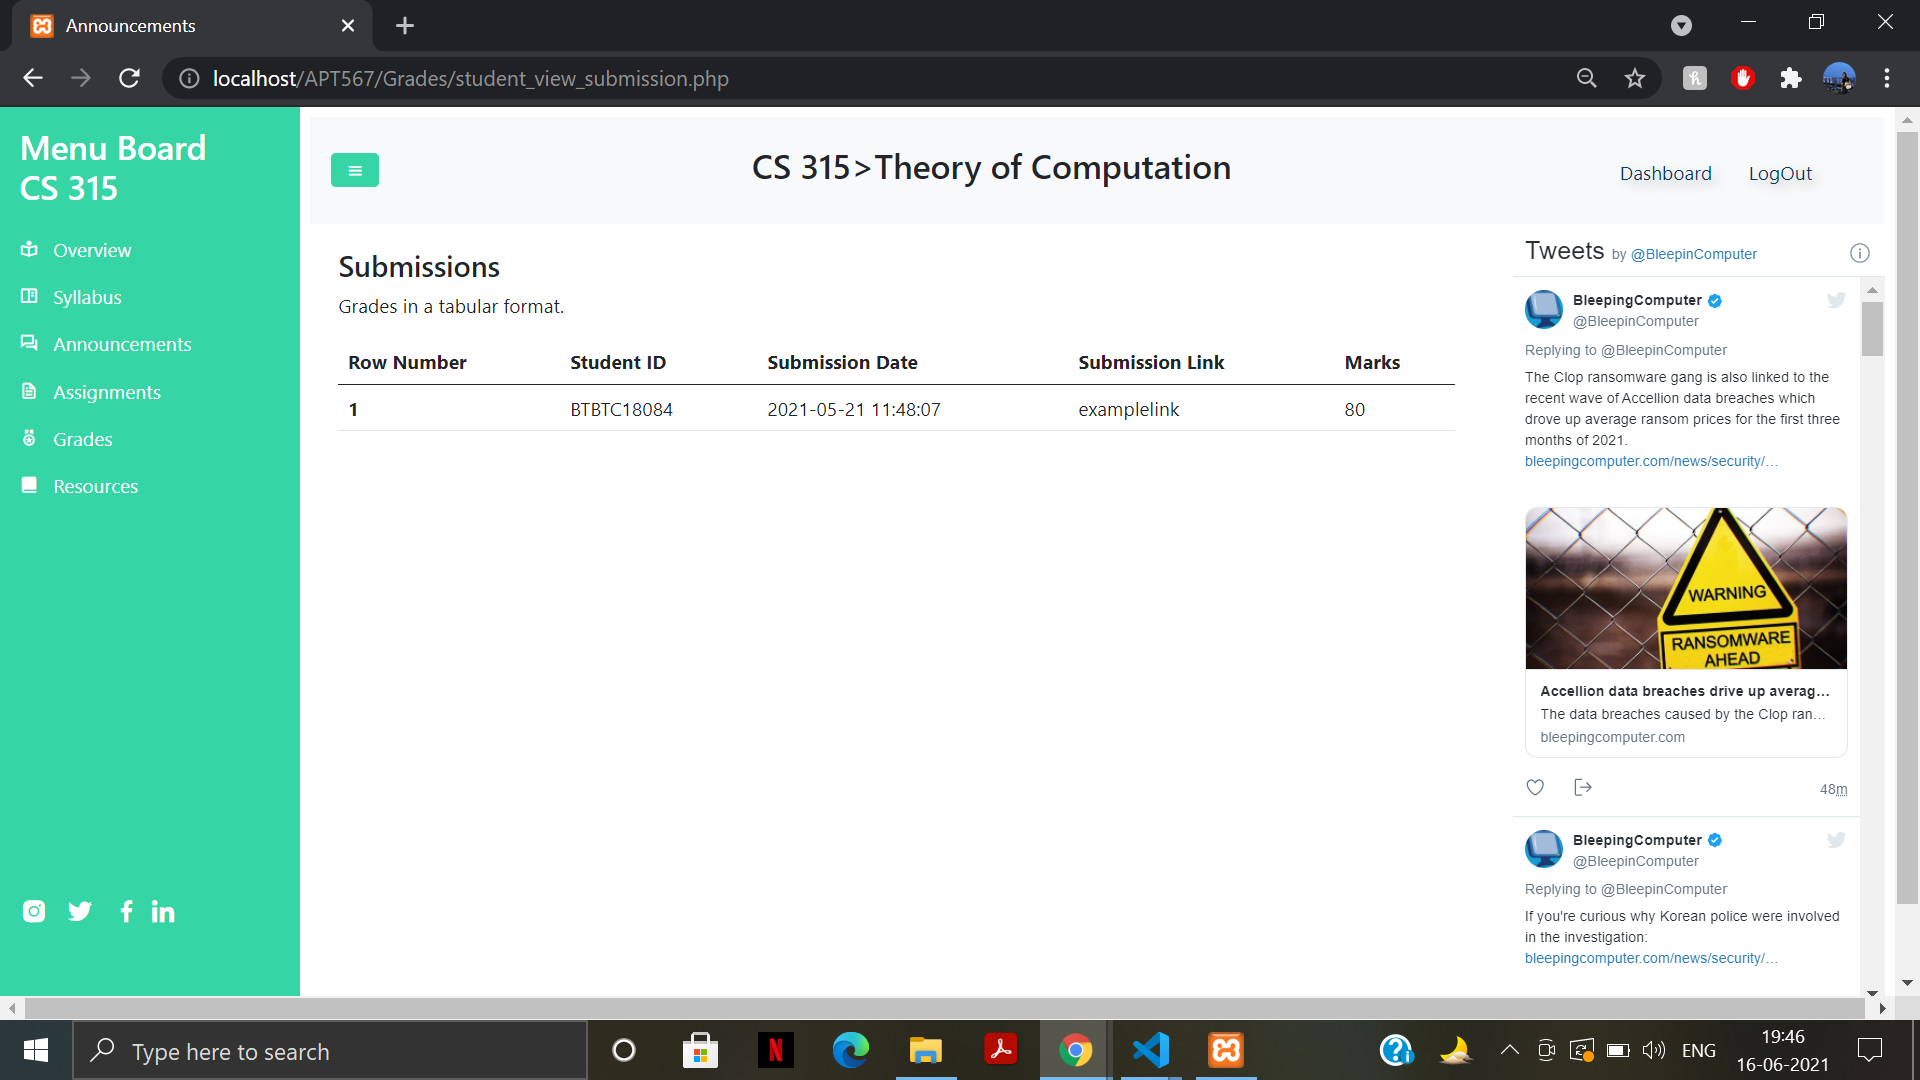 Announcements
localhost/APT567/Grades/student_view_submission.php
Menu Board
CS 315
Overview
Syllabus
Announcements
Assignments
Grades
Resources
CS 315>Theory of Computation
Dashboard
LogOut
Submissions
Grades in a tabular format.
Row Number Student ID Submission Date Submission Link Marks
1 BTBTC18084 2021-05-21 11:48:07 examplelink 80
Tweets by @BleepinComputer
BleepingComputer
@BleepinComputer
Replying to @BleepinComputer
The Clop ransomware gang is also linked to the
recent wave of Accellion data breaches which
drove up average ransom prices for the first three
months of 2021.
bleepingcomputer.com/news/security/…
WARNING
RANSOMWARE
AHEAD
Accellion data breaches drive up averag…
The data breaches caused by the Clop ran…
bleepingcomputer.com
48m
BleepingComputer
@BleepinComputer
Replying to @BleepinComputer
If you're curious why Korean police were involved
in the investigation:
bleepingcomputer.com/news/security/…
Type here to search
ENG
19:46
16-06-2021